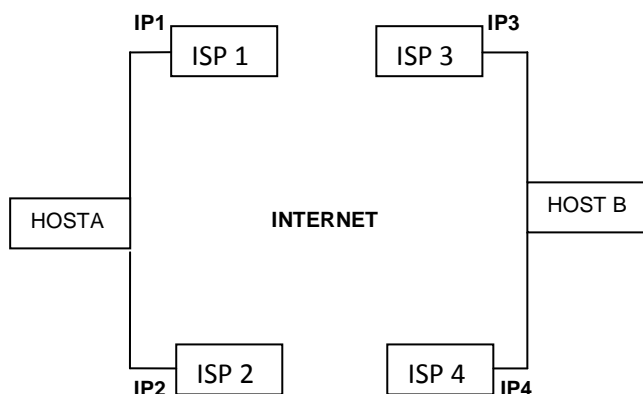 IP1
IP3
ISP 1
ISP 3
HOSTA
INTERNET
HOST B
ISP 2
ISP 4
IP2
IP4